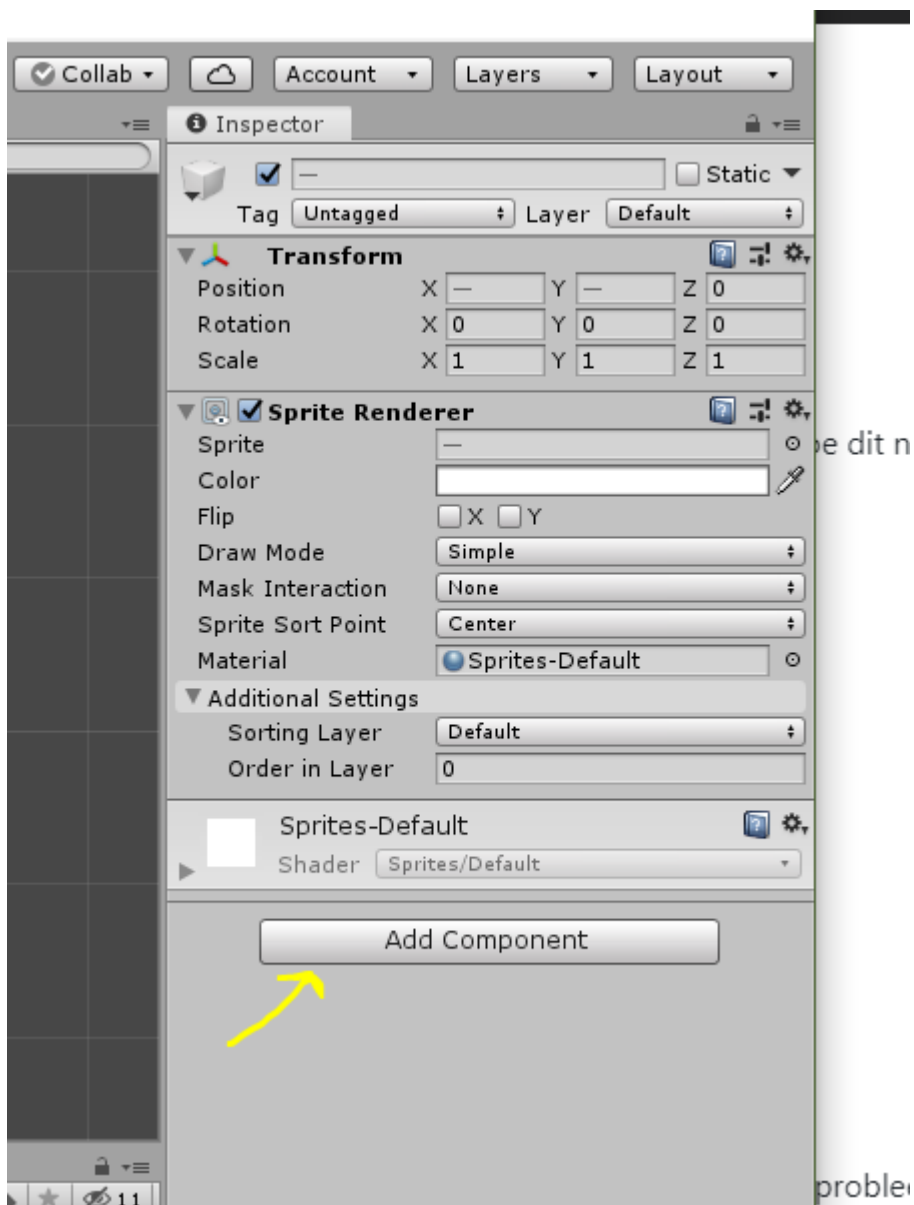 Collab Account Layers Layout
Inspector
— Static
Tag Untagged Layer Default
Transform
Position X — Y — Z 0
Rotation X 0 Y 0 Z 0
Scale X 1 Y 1 Z 1
Sprite Renderer
Sprite —
dit n
Color
Flip X Y
Draw Mode Simple
Mask Interaction None
Sprite Sort Point Center
Material Sprites-Default
Additional Settings
Sorting Layer Default
Order in Layer 0
Sprites-Default
Shader Sprites/Default
Add Component
11